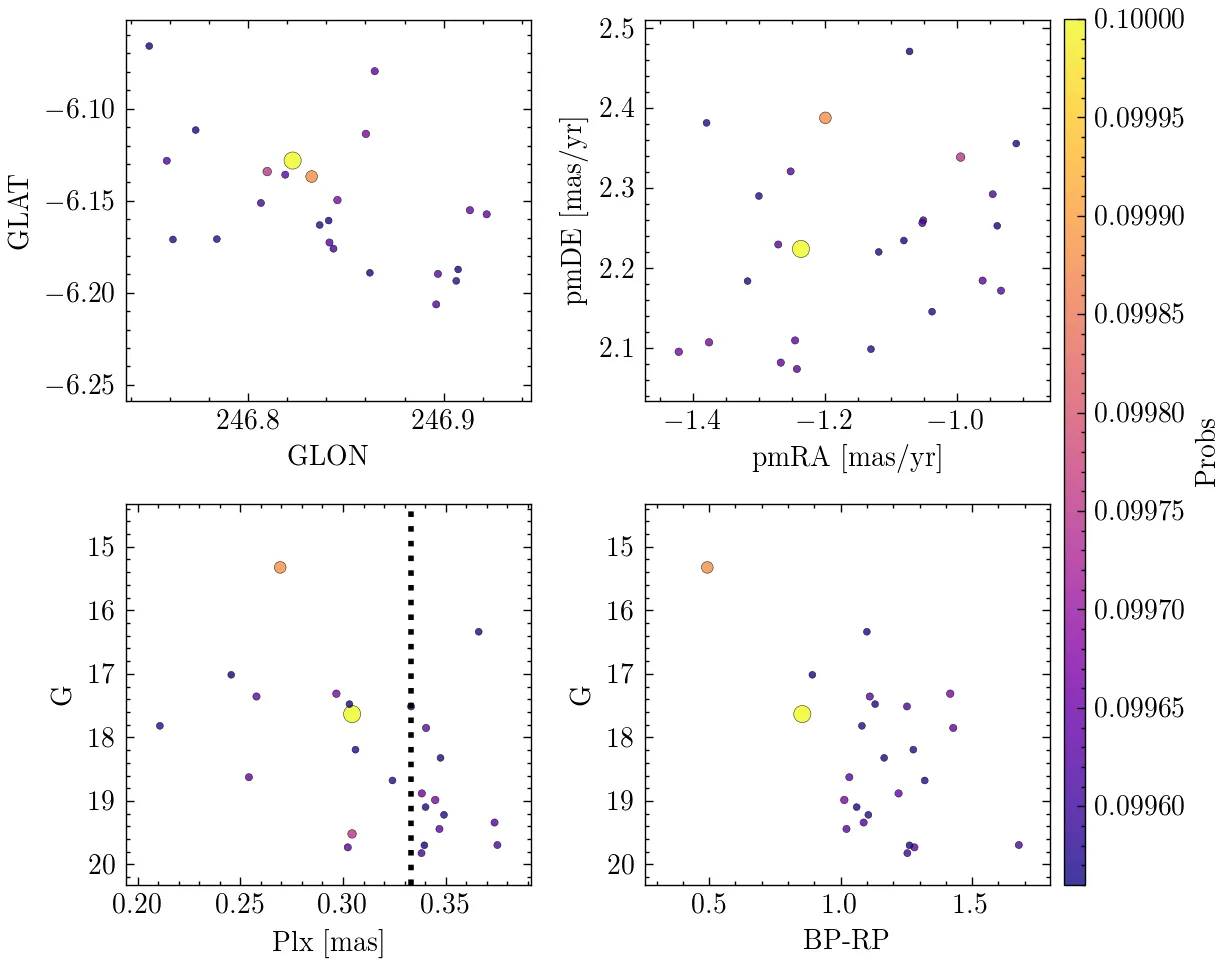 −6.10
−6.15
−6.20
−6.25
GLAT
246.8 246.9
GLON
2.5
2.4
2.3
2.2
2.1
pmDE [mas/yr]
−1.4 −1.2 −1.0
pmRA [mas/yr]
15
16
17
18
19
20
G
0.20 0.25 0.30 0.35
Plx [mas]
15
16
17
18
19
20
G
0.5 1.0 1.5
BP-RP
0.10000
0.09995
0.09990
0.09985
0.09980
0.09975
0.09970
0.09965
0.09960
Probs